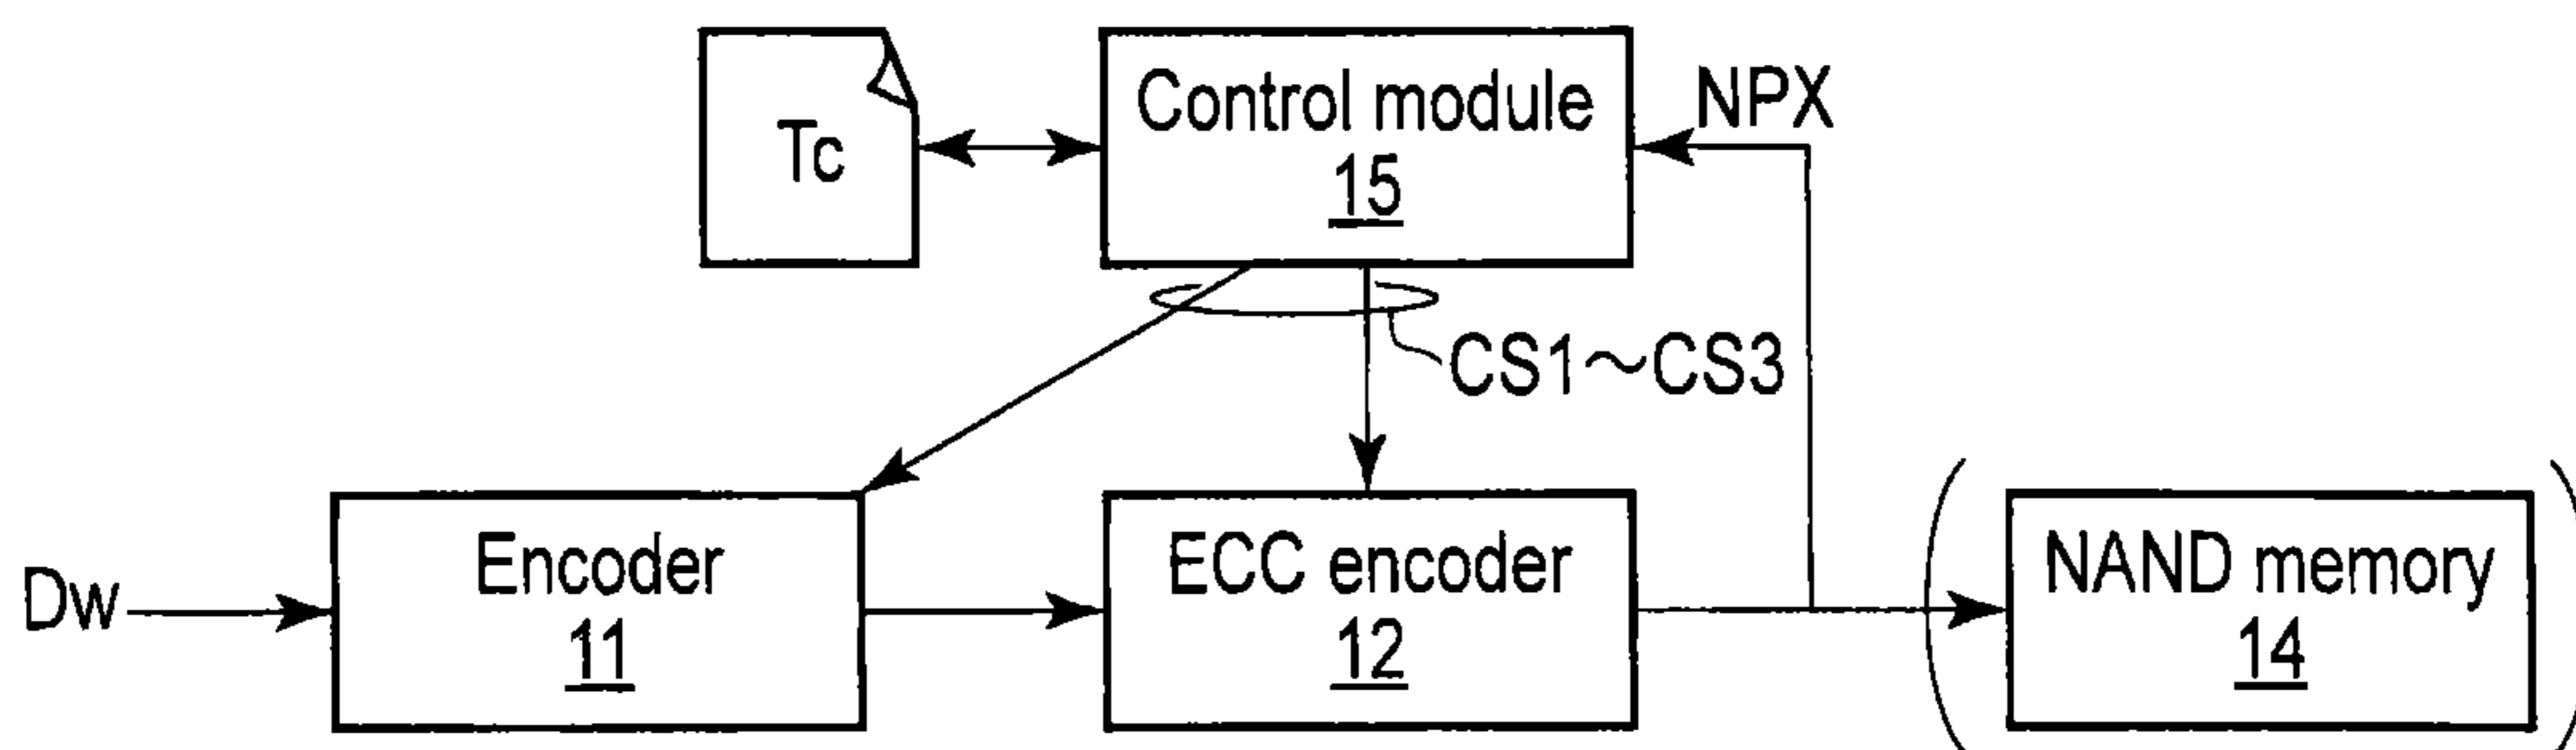 Tc
Control module
15
NPX
CS1～CS3
Dw
Encoder
11
ECC encoder
12
NAND memory
14